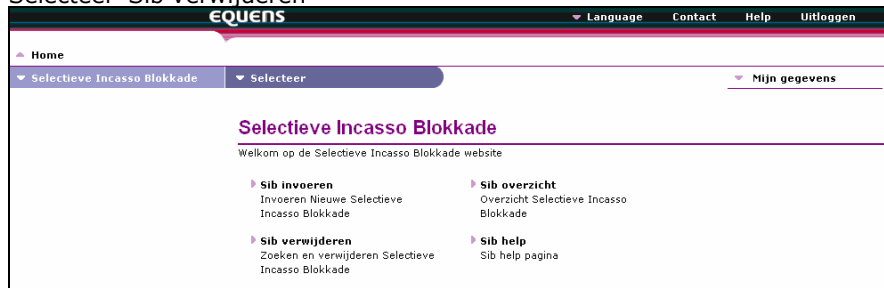 Selecteer Sib verwijderen
EQUENS
Language Contact Help Uitloggen
Home
Selectieve Incasso Blokkade Selecteer Mijn gegevens
Selectieve Incasso Blokkade
Welkom op de Selectieve Incasso Blokkade website
Sib invoeren
Invoeren Nieuwe Selectieve
Incasso Blokkade
Sib overzicht
Overzicht Selectieve Incasso
Blokkade
Sib verwijderen
Zoeken en verwijderen Selectieve
Incasso Blokkade
Sib help
Sib help pagina